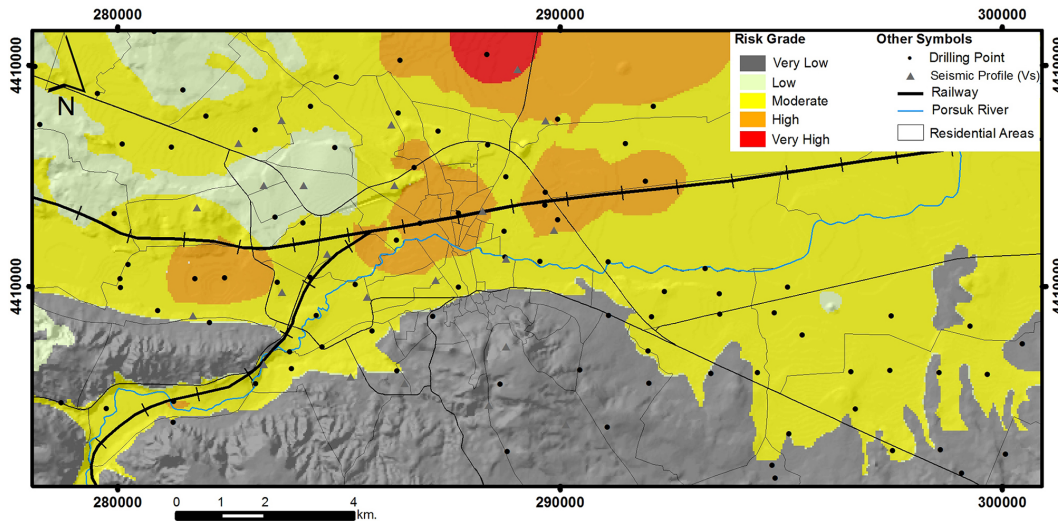 280000 290000 300000
4410000
4410000
N
Risk Grade
Very Low
Low
Moderate
High
Very High
Other Symbols
Drilling Point
Seismic Profile (Vs)
Railway
Porsuk River
Residential Areas
4410000
4410000
280000 290000 300000
0 1 2 4
km.